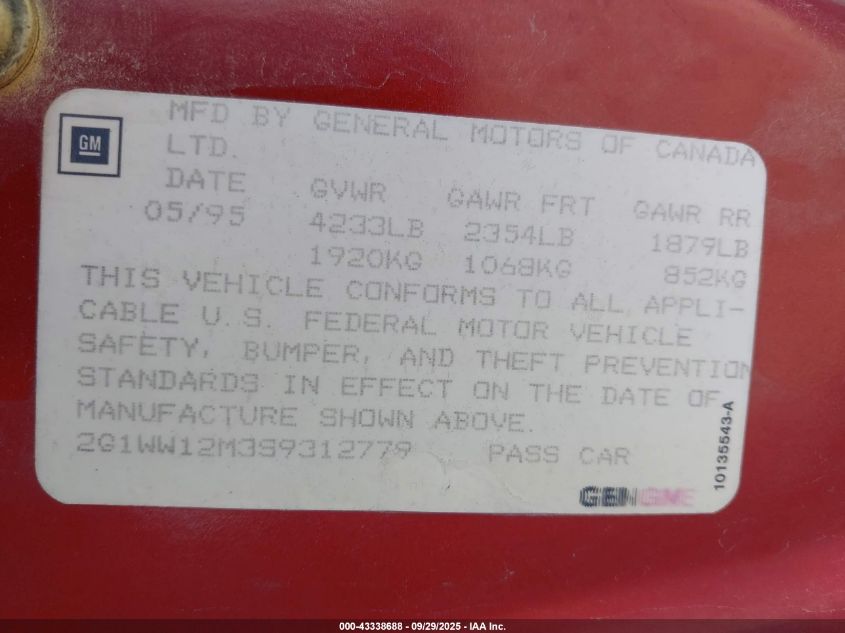 GM
MFD BY GENERAL MOTORS OF CANADA
LTD.
DATE GVWR GAWR FRT GAWR RR
05/95 4233LB 2354LB 1879LB
1920KG 1068KG 852KG
THIS VEHICLE CONFORMS TO ALL APPLI-
CABLE U.S. FEDERAL MOTOR VEHICLE
SAFETY, BUMPER, AND THEFT PREVENTION
STANDARDS IN EFFECT ON THE DATE OF
MANUFACTURE SHOWN ABOVE.
2G1WW12M3S9312779 PASS CAR
10135543-A
000-43338688 - 09/29/2025 - IAA Inc.